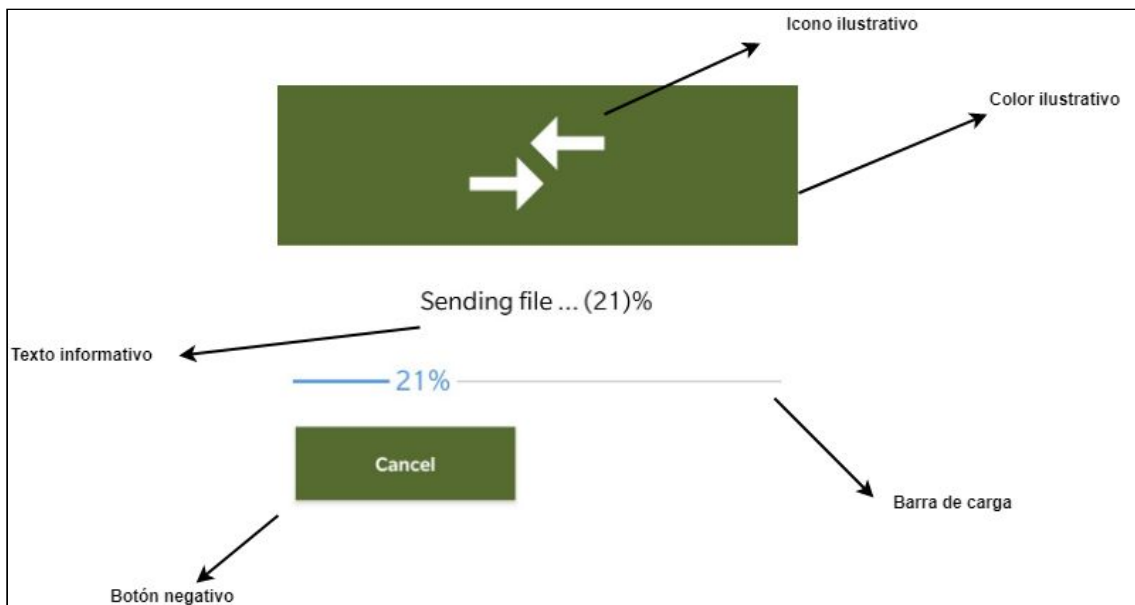 Icono ilustrativo
Color ilustrativo
Sending file ... (21)%
Texto informativo
21%
Cancel
Barra de carga
Botón negativo